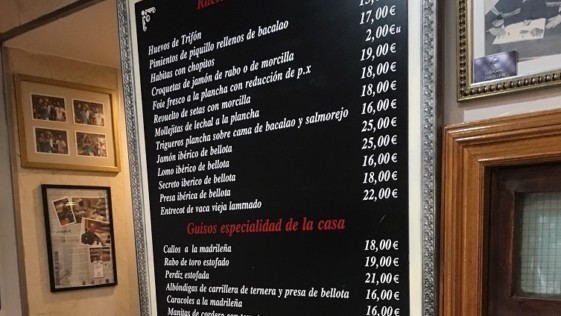 Huevos de Trifón
Pimientos de piquillo rellenos de bacalao
Habitas con chopitos 17,00€
Croquetas de jamón de rabo o de morcilla 2,00€u
Foie fresco a la plancha con reducción de p.x 19,00€
Revuelto de setas con morcilla 18,00€
Mollejitas de lechal a la plancha 18,00€
Trigueros plancha sobre cama de bacalao y salmorejo 16,00€
Jamón ibérico de bellota 25,00€
Lomo ibérico de bellota 25,00€
Secreto ibérico de bellota 16,00€
Presa ibérica de bellota 18,00€
Entrecot de vaca vieja lammado 22,00€
Guisos especialidad de la casa
Callos a la madrileña 18,00€
Rabo de toro estofado 19,00€
Perdiz estofada 21,00€
Albóndigas de carrillera de ternera y presa de bellota 16,00€
Caracoles a la madrileña 16,00€
Manitas de cordero con